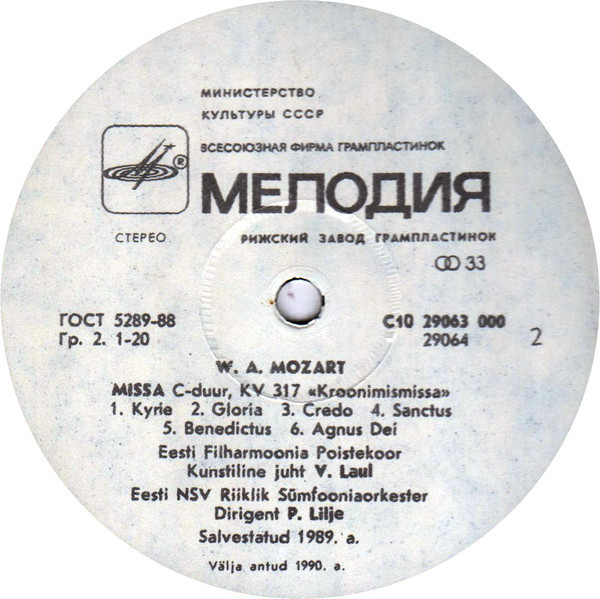 МИНИСТЕРСТВО
КУЛЬТУРЫ СССР
ВСЕСОЮЗНАЯ ФИРМА ГРАМПЛАСТИНОК
®
МЕЛОДИЯ
СТЕРЕО
РИЖСКИЙ ЗАВОД ГРАМПЛАСТИНОК
33
ГОСТ 5289-88
Гр. 2. 1-20
С10 29063 000
29064
2
W. A. MOZART
MISSA C-duur, KV 317 «Kroonimismissa»
1. Kyrie 2. Gloria 3. Credo 4. Sanctus
5. Benedictus 6. Agnus Dei
Eesti Filharmoonia Poistekoor
Kunstiline juht V. Laul
Eesti NSV Riiklik Sümfooniaorkester
Dirigent P. Lilje
Salvestatud 1989. a.
Välja antud 1990. a.